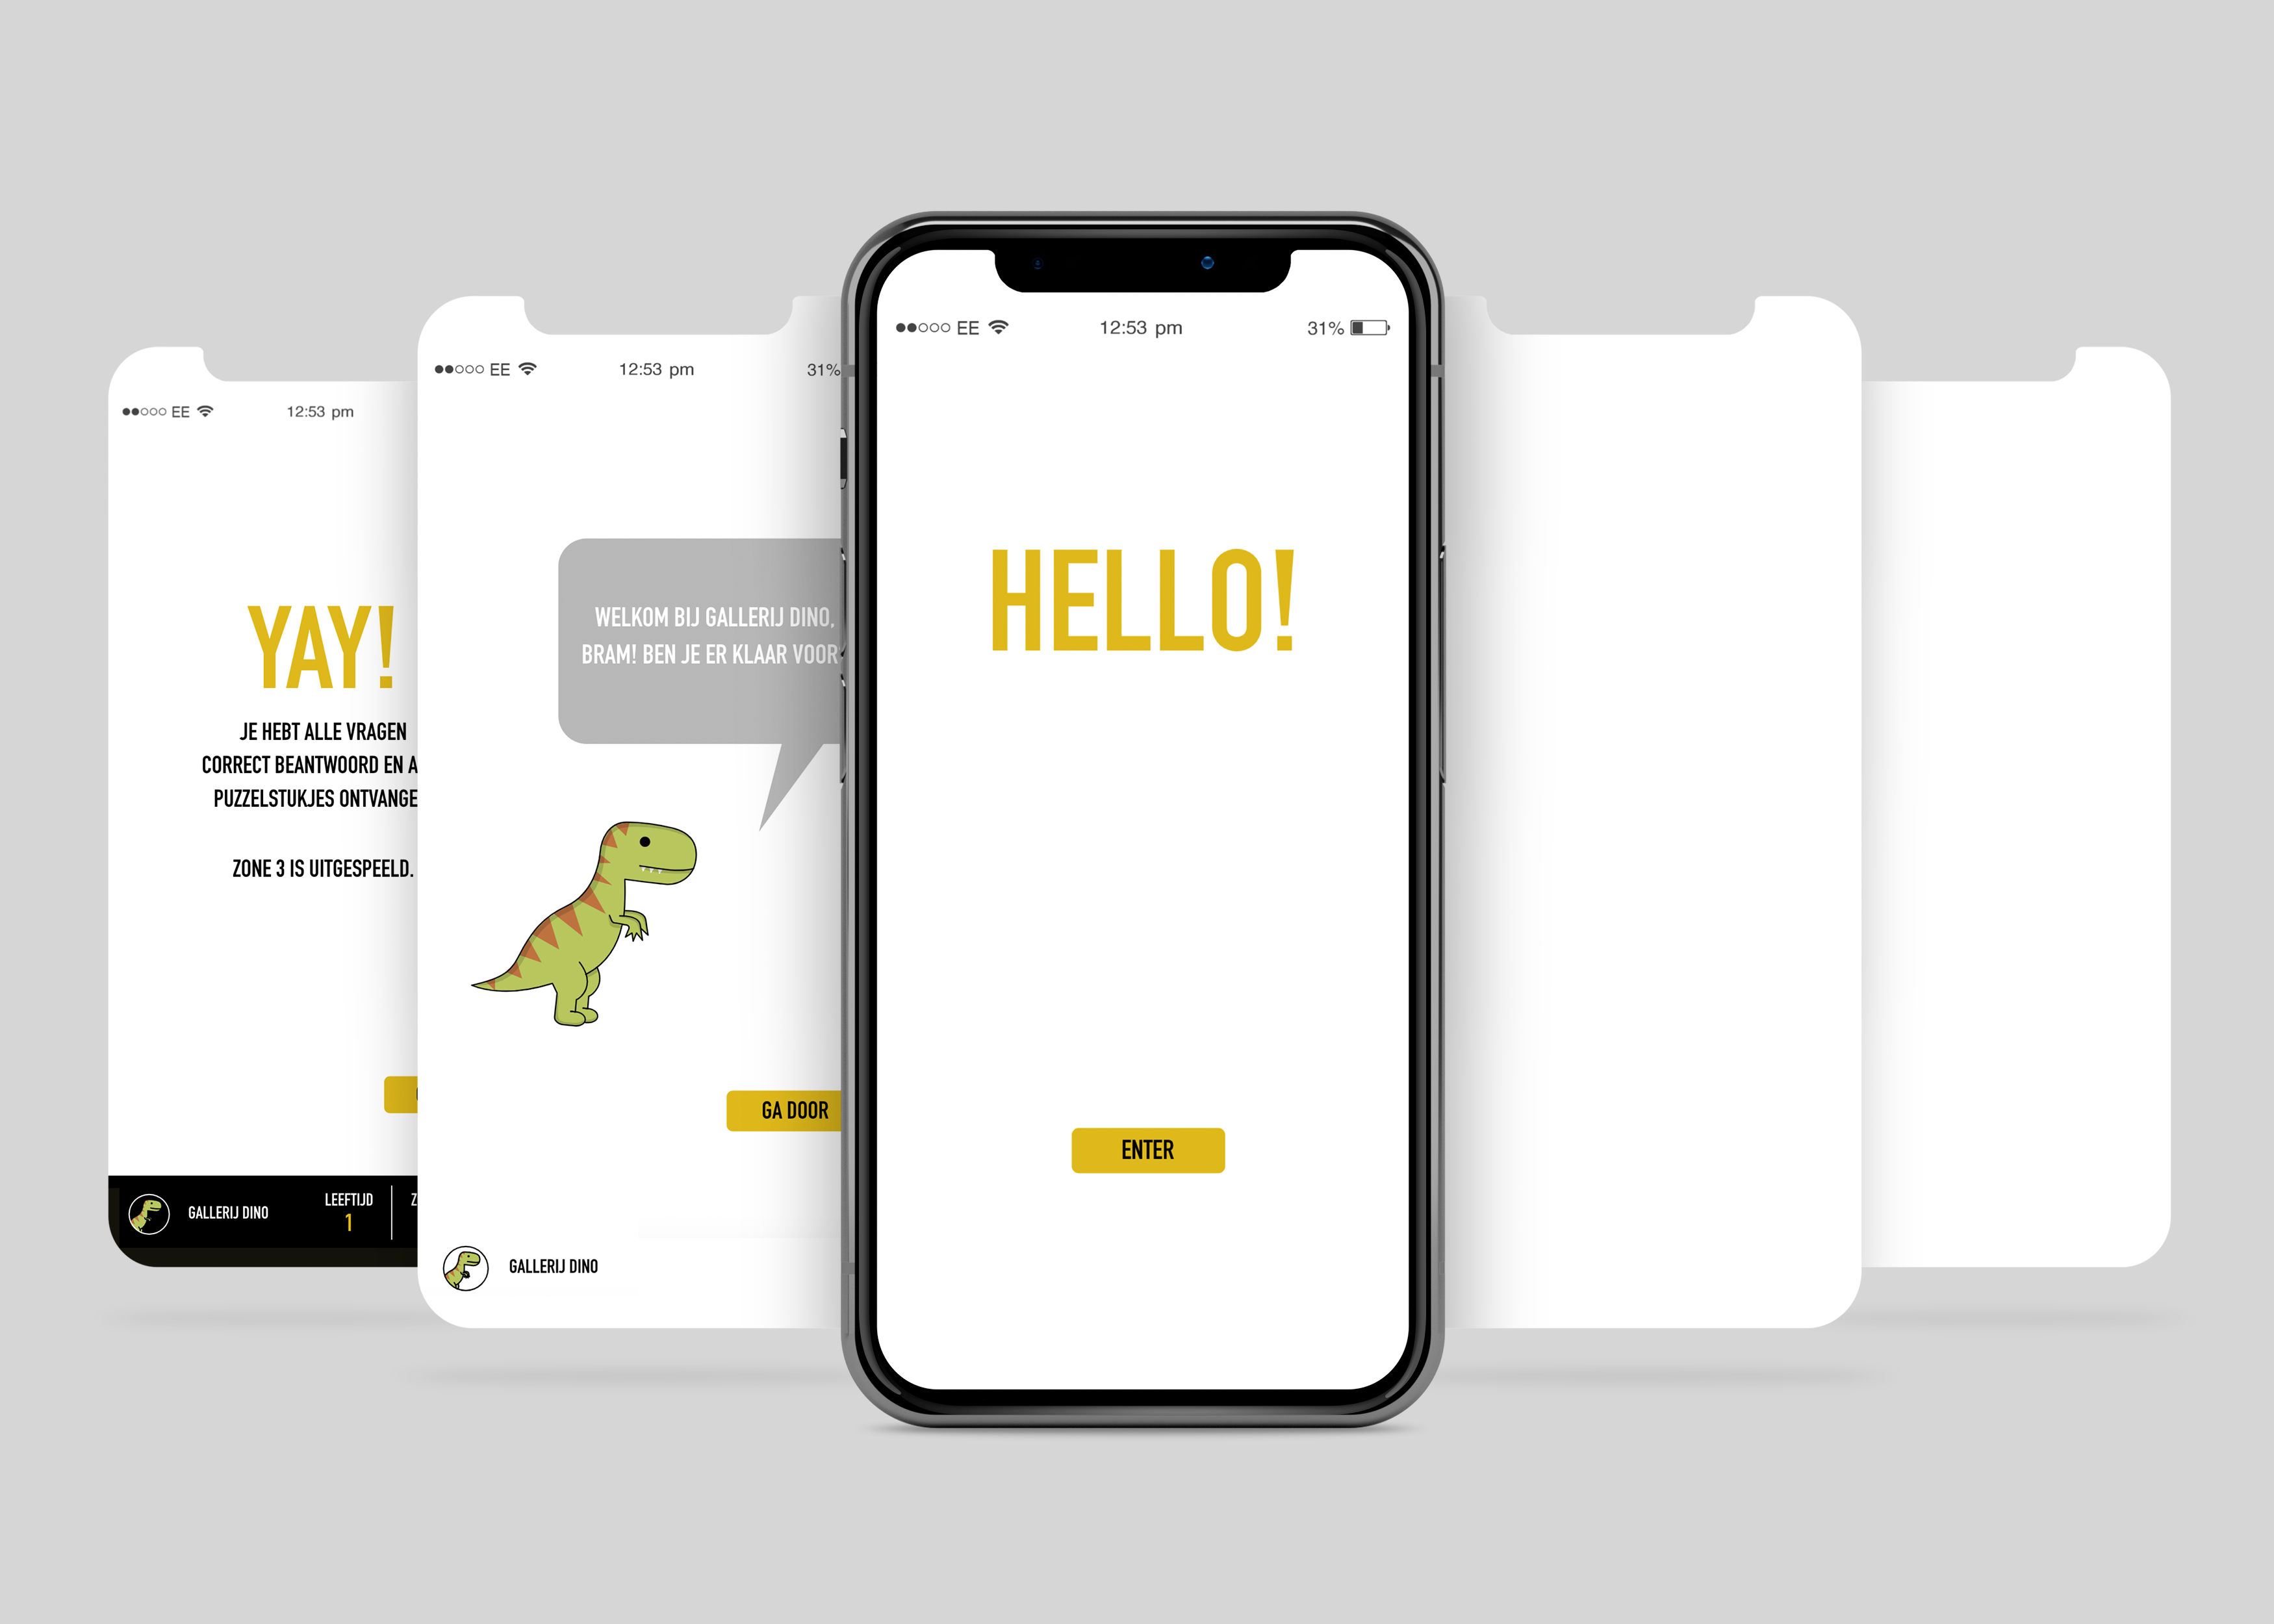 ●●○○○ EE 12:53 pm
YAY!
JE HEBT ALLE VRAGEN
CORRECT BEANTWOORD EN
PUZZELSTUKJES
ZONE 3 IS UITGESPEELD.
GALLERIJ DINO
LEEFTIJD
1
●●○○○ EE 12:53 pm 31%
WELKOM BIJ GALLERIJ DINO,
BRAM! BEN JE ER KLAAR VOOR
GA DOOR
GALLERIJ DINO
●●○○○ EE 12:53 pm 31%
HELLO!
ENTER